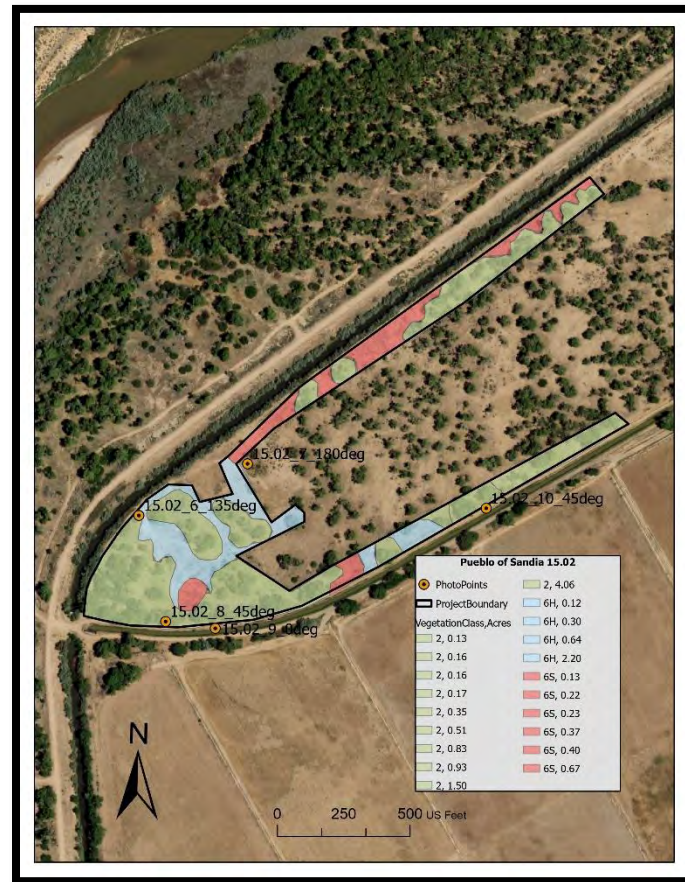 15.02_7_180deg
15.02_6_135deg
15.02_10_45deg
15.02_8_45deg
15.02_9_0deg
Pueblo of Sandia 15.02
PhotoPoints
ProjectBoundary
VegetationClass,Acres
2, 0.13
2, 0.16
2, 0.16
2, 0.17
2, 0.35
2, 0.51
2, 0.83
2, 0.93
2, 1.50
2, 4.06
6H, 0.12
6H, 0.30
6H, 0.64
6H, 2.20
6S, 0.13
6S, 0.22
6S, 0.23
6S, 0.37
6S, 0.40
6S, 0.67
N
0 250 500 US Feet